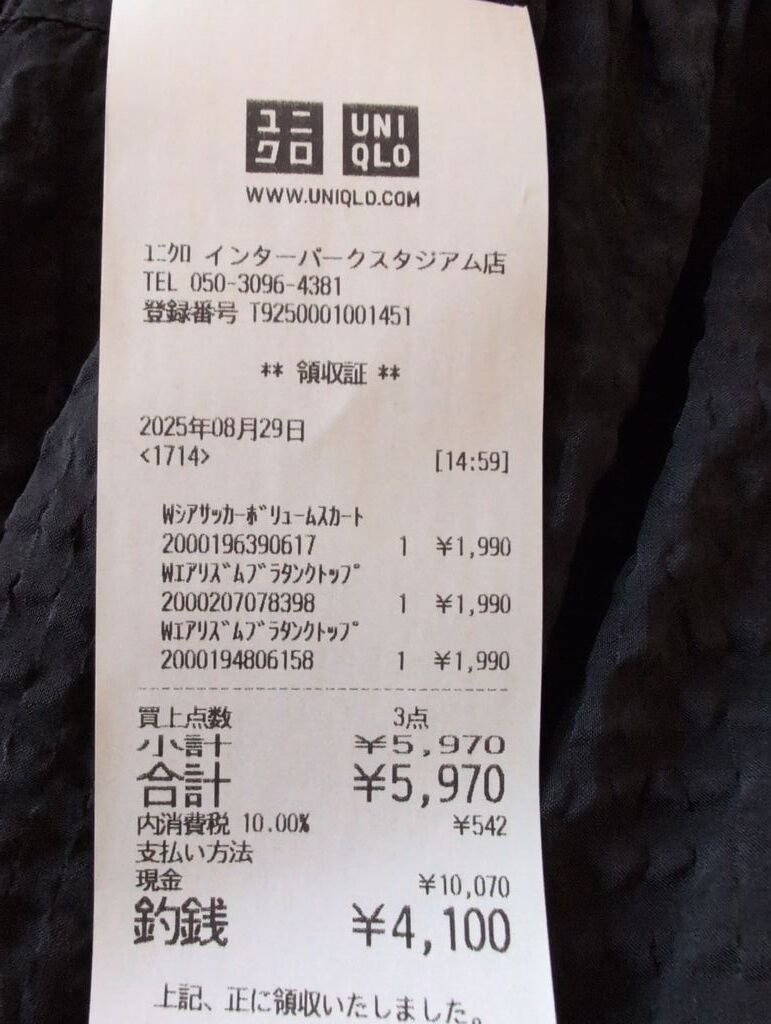 ユニ
クロ
UNI
QLO
WWW.UNIQLO.COM
ﾕﾆｸﾛ インターパークスタジアム店
TEL 050-3096-4381
登録番号 T9250001001451
** 領収証 **
2025年08月29日
<1714> [14:59]
Wｼｱｻｯｶｰﾎﾞﾘｭｰﾑｽｶｰﾄ
2000196390617 1 ¥1,990
Wｴｱﾘｽﾞﾑﾌﾞﾗﾀﾝｸﾄｯﾌﾟ
2000207078398 1 ¥1,990
Wｴｱﾘｽﾞﾑﾌﾞﾗﾀﾝｸﾄｯﾌﾟ
2000194806158 1 ¥1,990
買上点数 3点
小計 ¥5,970
合計 ¥5,970
内消費税 10.00% ¥542
支払い方法
現金 ¥10,070
釣銭 ¥4,100
上記、正に領収いたしました。